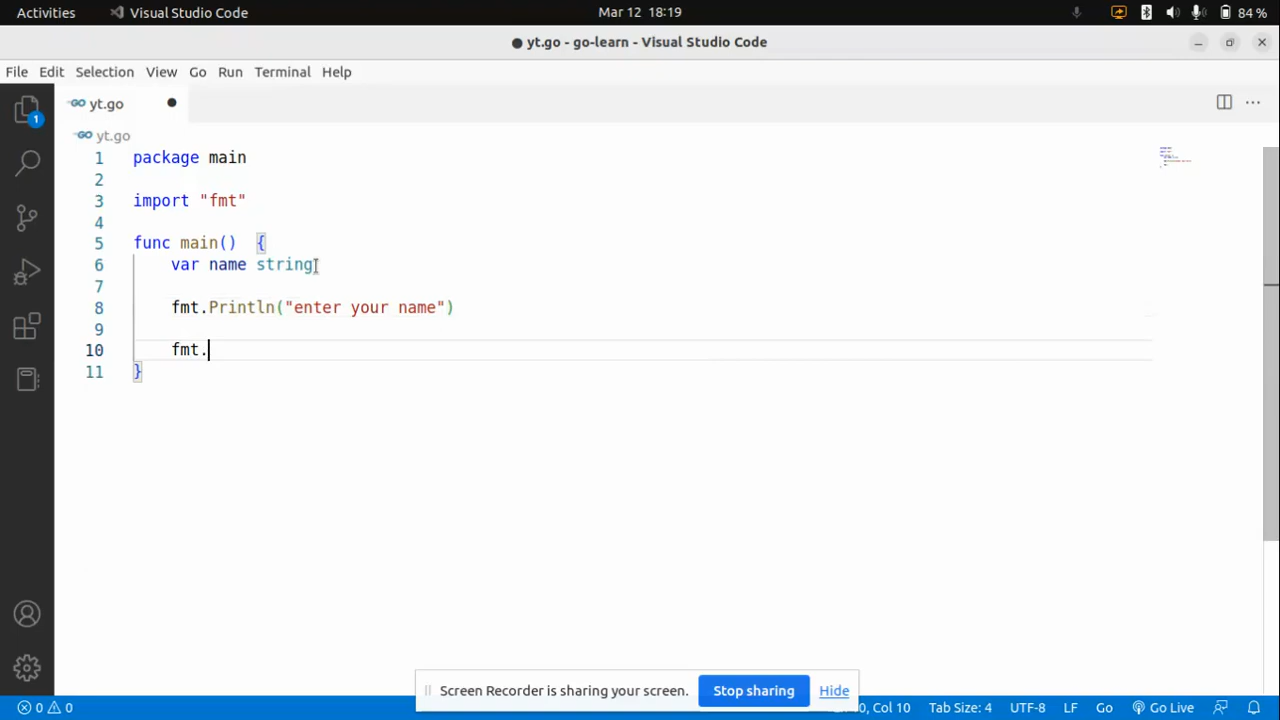 Activities Visual Studio Code Mar 12 18:19 84 %
yt.go - go-learn - Visual Studio Code
File Edit Selection View Go Run Terminal Help
yt.go
yt.go
1 package main
2
3 import "fmt"
4
5 func main() {
6 var name string
7
8 fmt.Println("enter your name")
9
10 fmt.
11 }
1
Screen Recorder is sharing your screen. Stop sharing Hide
0 0 Col 10 Tab Size: 4 UTF-8 LF Go Go Live